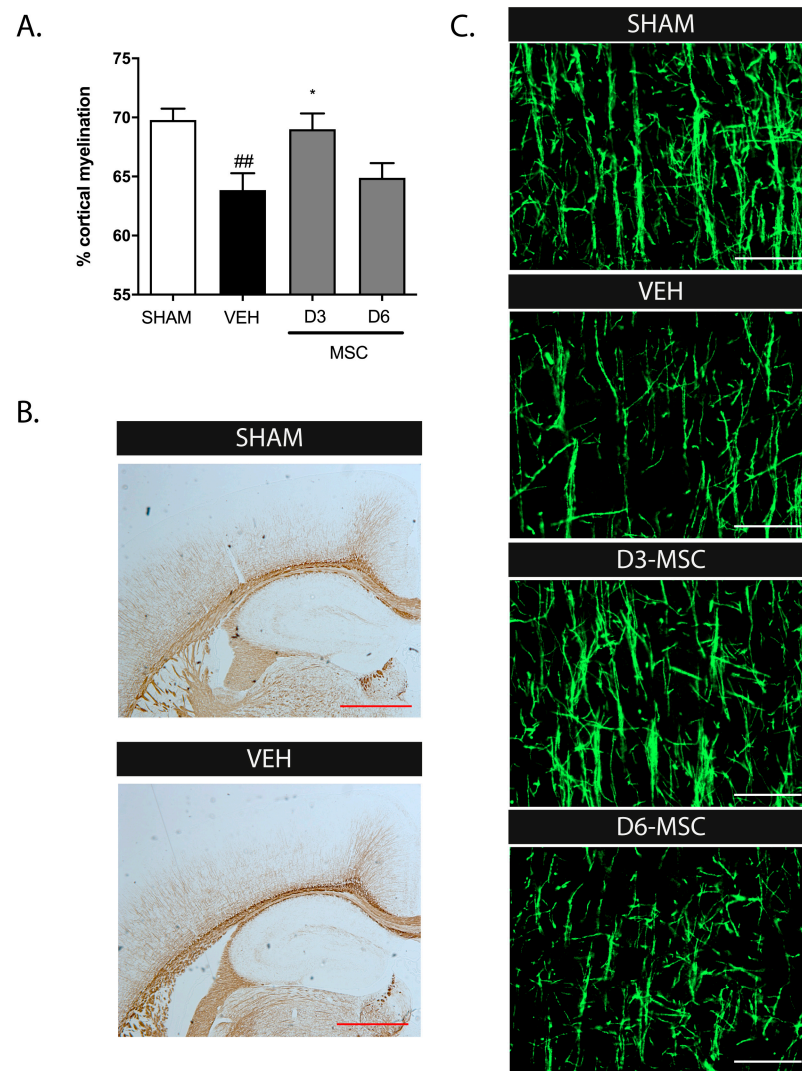 A.
% cortical myelination
75
70
65
60
55
##
*
SHAM
VEH
D3
D6
MSC
B.
SHAM
VEH
C.
SHAM
VEH
D3-MSC
D6-MSC